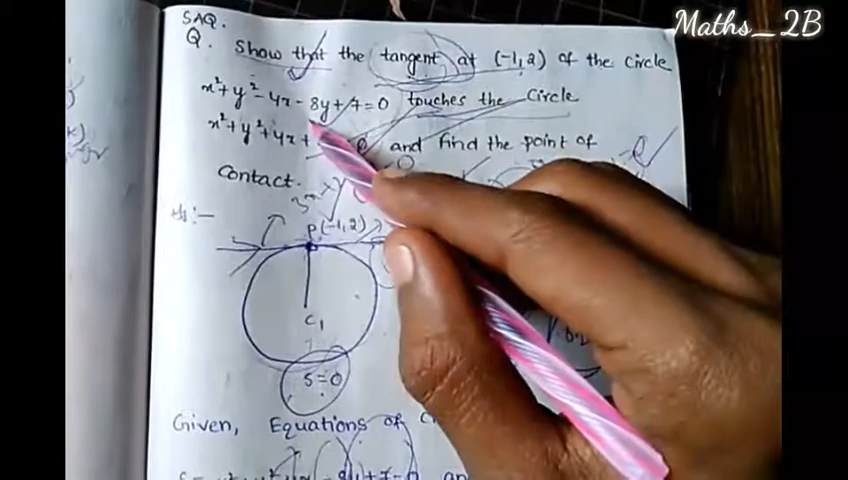 Maths_2B
SAQ.
Q. Show that the tangent at (-1,2) of the Circle
x²+y²-4x-8y+7=0 touches the Circle
x²+y²+4x+ and find the point of
Contact.
P(-1,2)
C₁
S=0
Given, Equations of